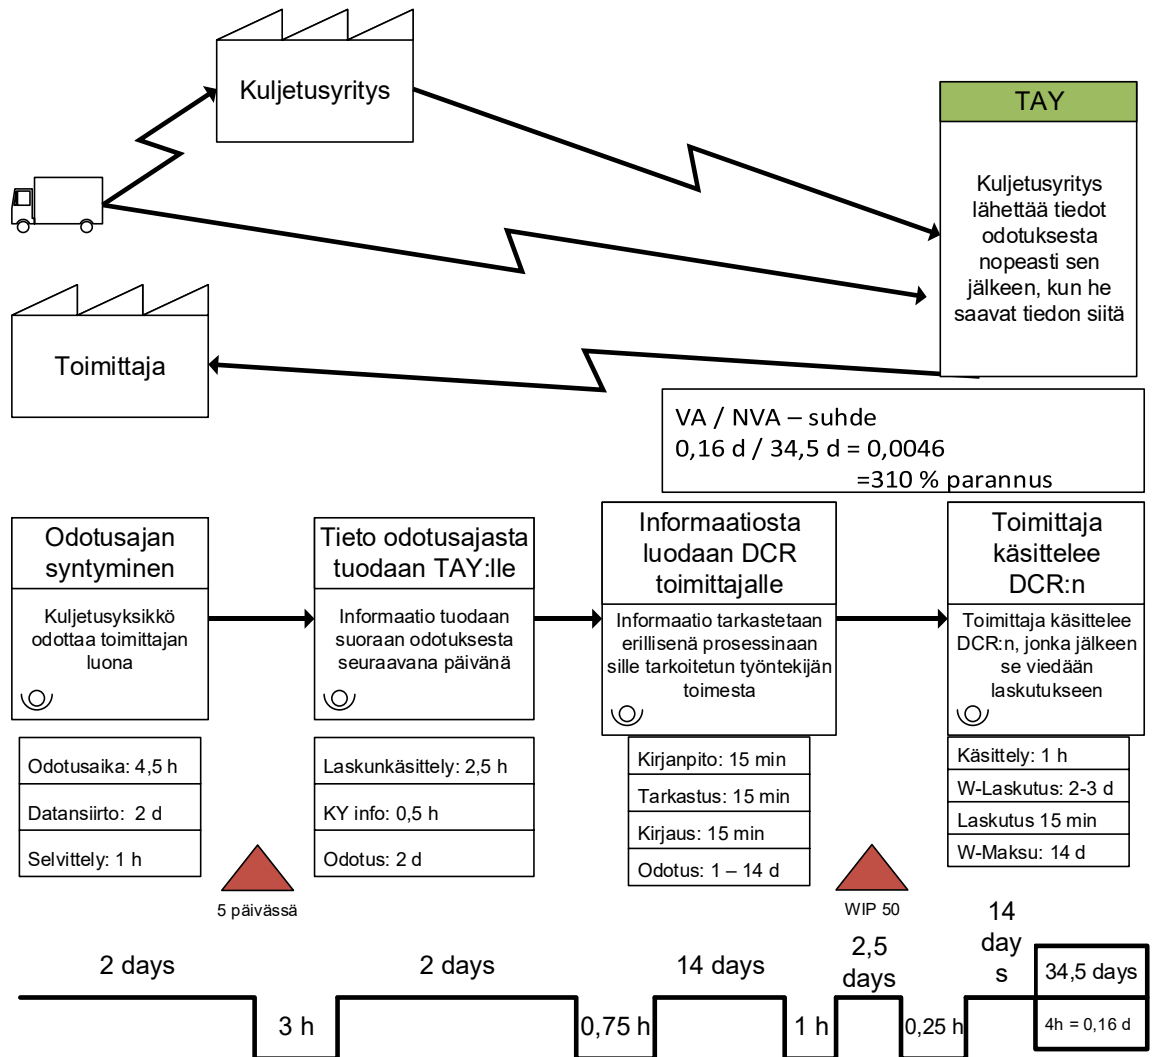 Kuljetusyritys
TAY
Kuljetusyritys
lähettää tiedot
odotuksesta
nopeasti sen
jälkeen, kun he
saavat tiedon siitä
Toimittaja
VA / NVA – suhde
0,16 d / 34,5 d = 0,0046
=310 % parannus
Odotusajan
syntyminen
Kuljetusyksikkö
odottaa toimittajan
luona
Tieto odotusajasta
tuodaan TAY:lle
Informaatio tuodaan
suoraan odotuksesta
seuraavana päivänä
Informaatiosta
luodaan DCR
toimittajalle
Informaatio tarkastetaan
erillisenä prosessinaan
sille tarkoitetun työntekijän
toimesta
Toimittaja
käsittelee
DCR:n
Toimittaja käsittelee
DCR:n, jonka jälkeen
se viedään
laskutukseen
Odotusaika: 4,5 h
Datansiirto: 2 d
Selvittely: 1 h
Laskunkäsittely: 2,5 h
KY info: 0,5 h
Odotus: 2 d
Kirjanpito: 15 min
Tarkastus: 15 min
Kirjaus: 15 min
Odotus: 1 – 14 d
Käsittely: 1 h
W-Laskutus: 2-3 d
Laskutus 15 min
W-Maksu: 14 d
5 päivässä
WIP 50
2 days
2 days
14 days
2,5
days
14
day
s
34,5 days
3 h
0,75 h
1 h
0,25 h
4h = 0,16 d